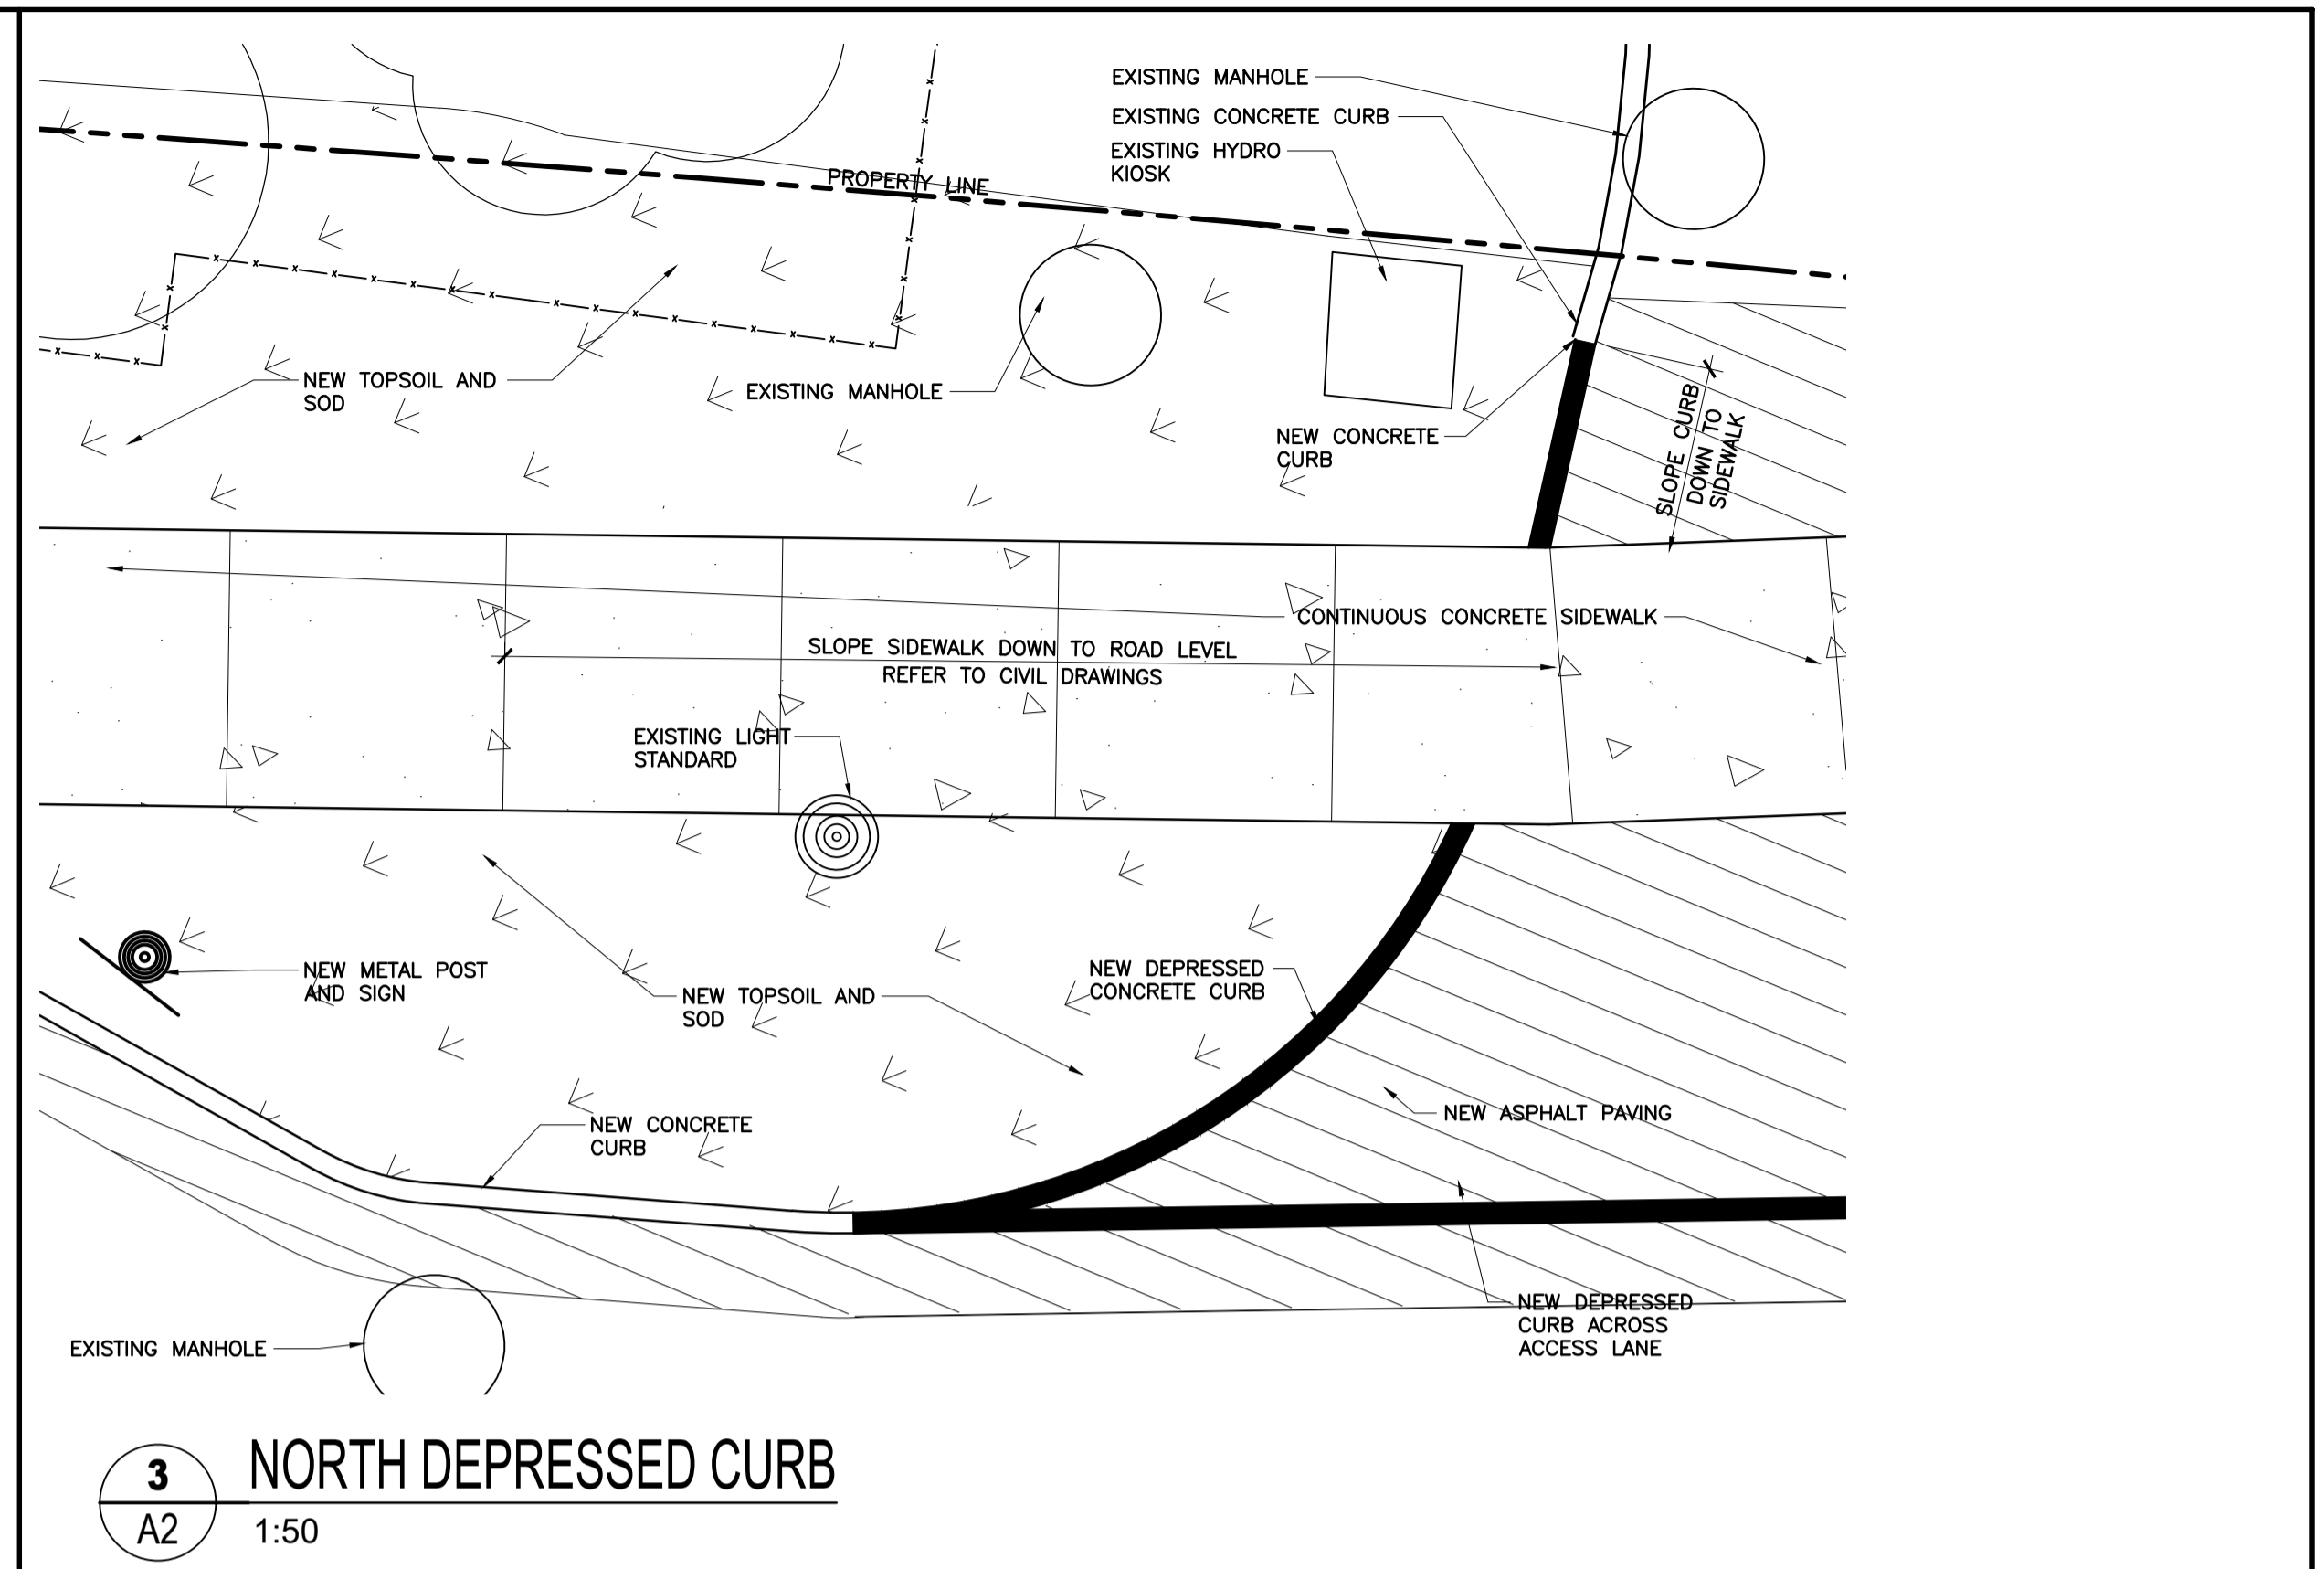 EXISTING MANHOLE
EXISTING CONCRETE CURB
EXISTING HYDRO
KIOSK
PROPERTY LINE
NEW TOPSOIL AND
SOD
EXISTING MANHOLE
NEW CONCRETE
CURB
SLOPE CURB
DOWN TO
SIDEWALK
CONTINUOUS CONCRETE SIDEWALK
SLOPE SIDEWALK DOWN TO ROAD LEVEL
REFER TO CIVIL DRAWINGS
EXISTING LIGHT
STANDARD
NEW METAL POST
AND SIGN
NEW TOPSOIL AND
SOD
NEW DEPRESSED
CONCRETE CURB
NEW CONCRETE
CURB
NEW ASPHALT PAVING
NEW DEPRESSED
CURB ACROSS
ACCESS LANE
EXISTING MANHOLE
3
A2
NORTH DEPRESSED CURB
1:50